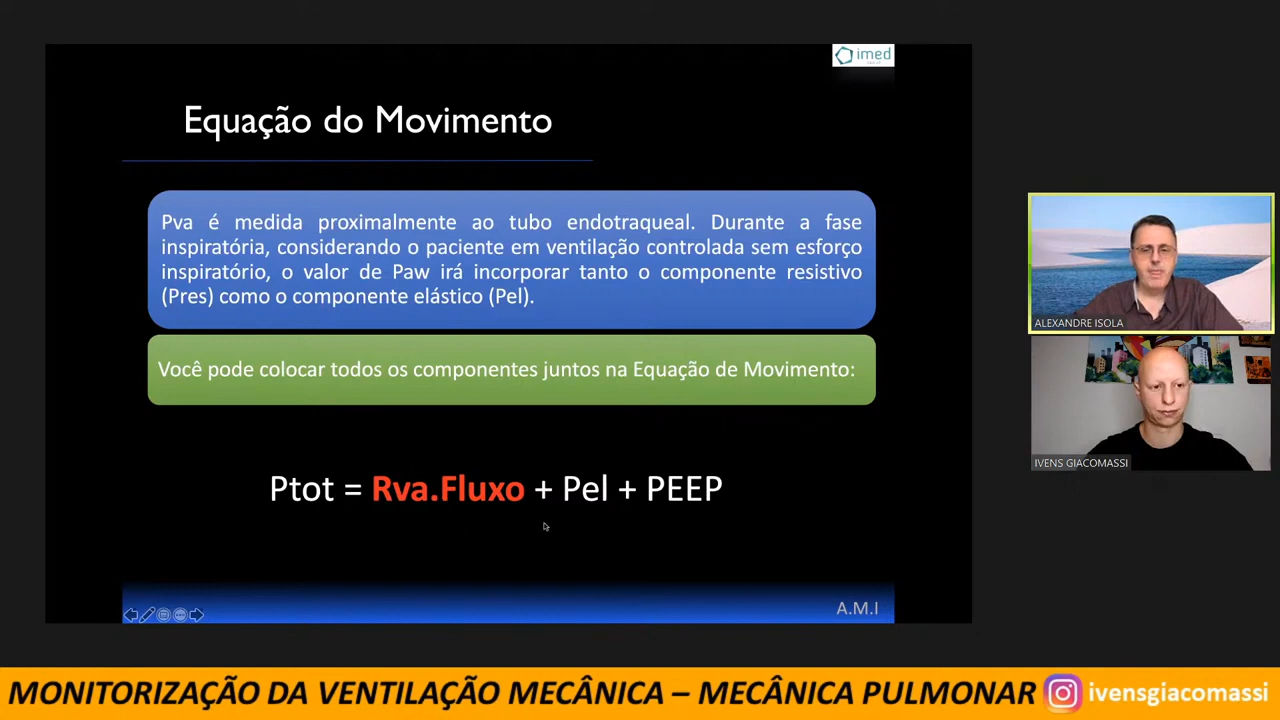 imed
Equação do Movimento
Pva é medida proximalmente ao tubo endotraqueal. Durante a fase
inspiratória, considerando o paciente em ventilação controlada sem esforço
inspiratório, o valor de Paw irá incorporar tanto o componente resistivo
(Pres) como o componente elástico (Pel).
Você pode colocar todos os componentes juntos na Equação de Movimento:
Ptot = Rva.Fluxo + Pel + PEEP
A.M.I
ALEXANDRE ISOLA
IVENS GIACOMASSI
MONITORIZAÇÃO DA VENTILAÇÃO MECÂNICA – MECÂNICA PULMONAR ivensgiacomassi